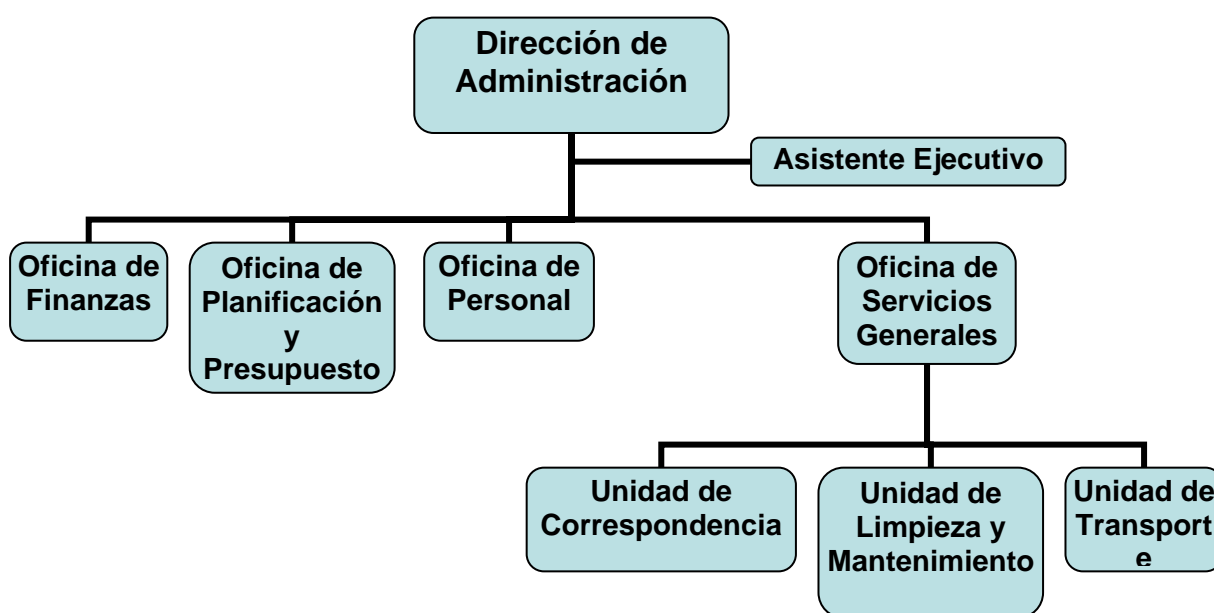 Dirección de
Administración
Asistente Ejecutivo
Oficina de
Finanzas
Oficina de
Planificación
y
Presupuesto
Oficina de
Personal
Oficina de
Servicios
Generales
Unidad de
Correspondencia
Unidad de
Limpieza y
Mantenimiento
Unidad de
Transport
e